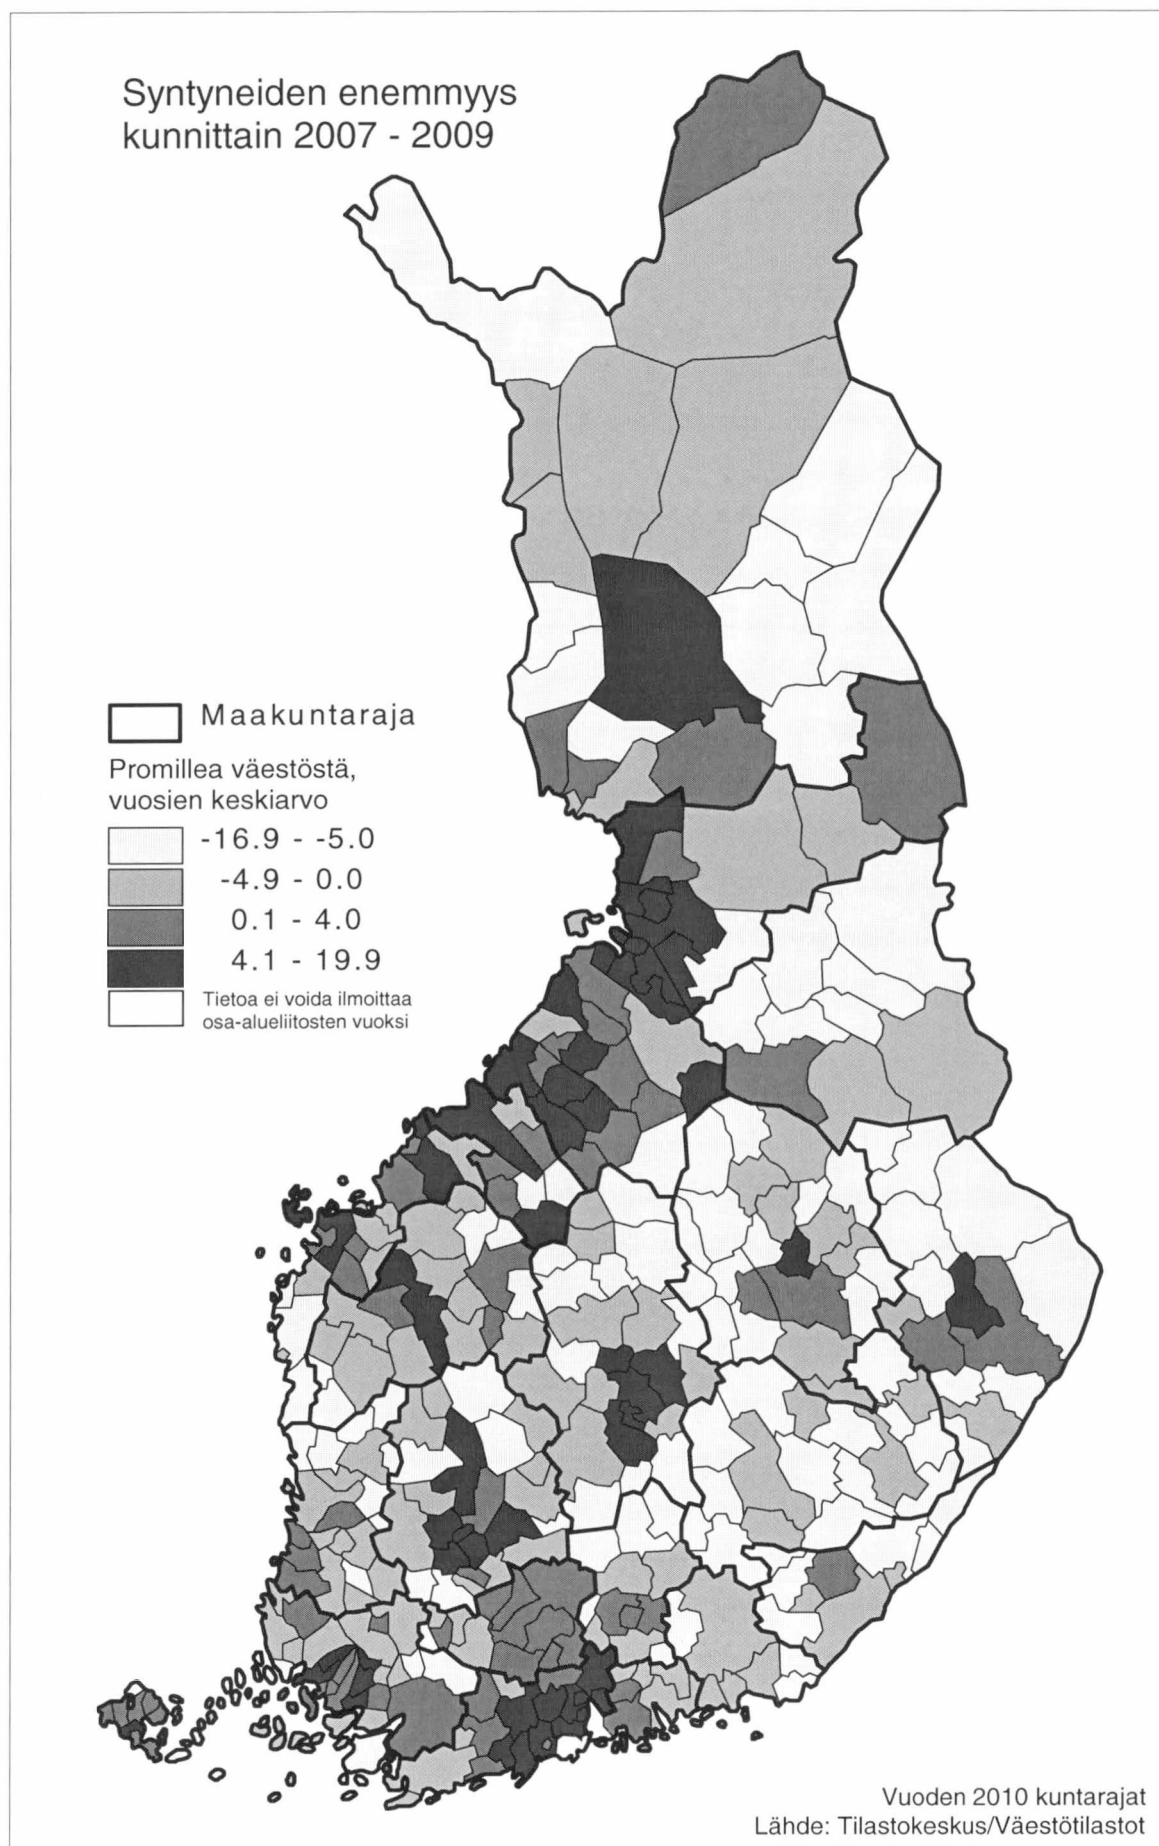 Syntyneiden enemmyys
kunnittain 2007 - 2009
Maakuntaraja
Promillea väestöstä,
vuosien keskiarvo
-16.9 - -5.0
-4.9 - 0.0
0.1 - 4.0
4.1 - 19.9
Tietoa ei voida ilmoittaa
osa-alueliitosten vuoksi
Vuoden 2010 kuntarajat
Lähde: Tilastokeskus/Väestötilastot